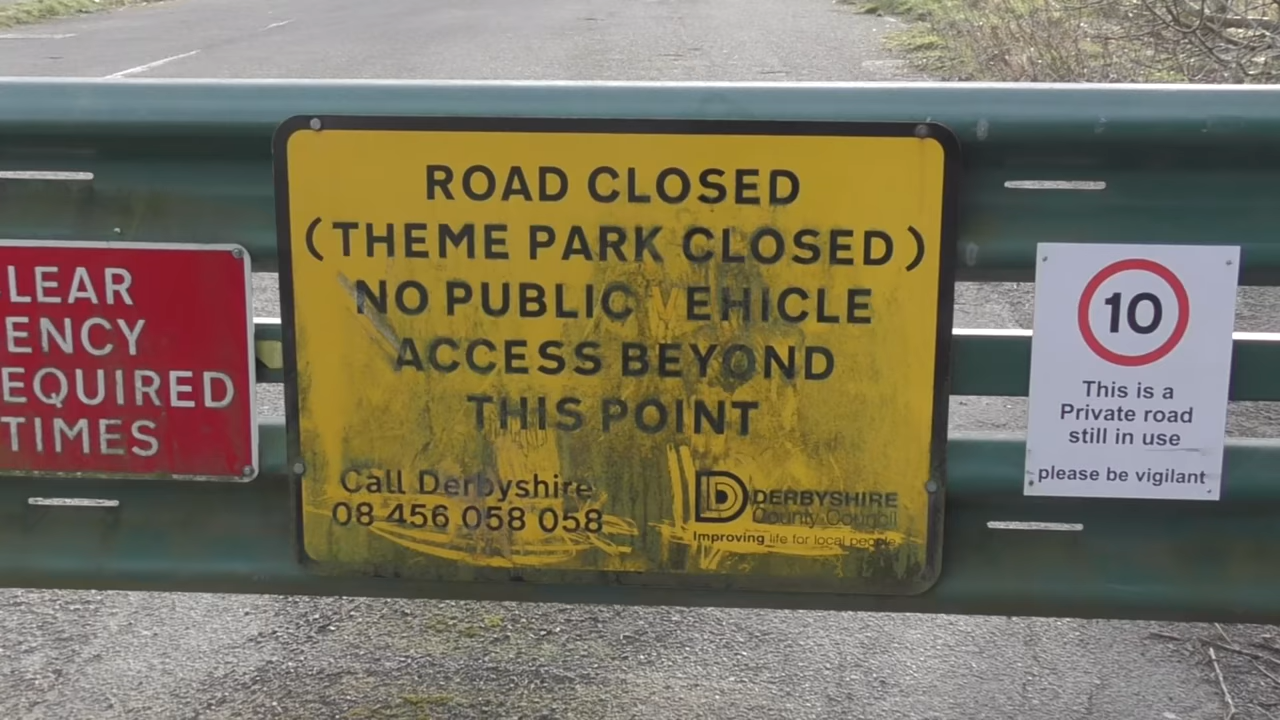 LEAR
ENCY
EQUIRED
TIMES
ROAD CLOSED
(THEME PARK CLOSED)
NO PUBLIC VEHICLE
ACCESS BEYOND
THIS POINT
Call Derbyshire
08 456 058 058
D
DERBYSHIRE
County Council
Improving life for local people
10
This is a
Private road
still in use
please be vigilant